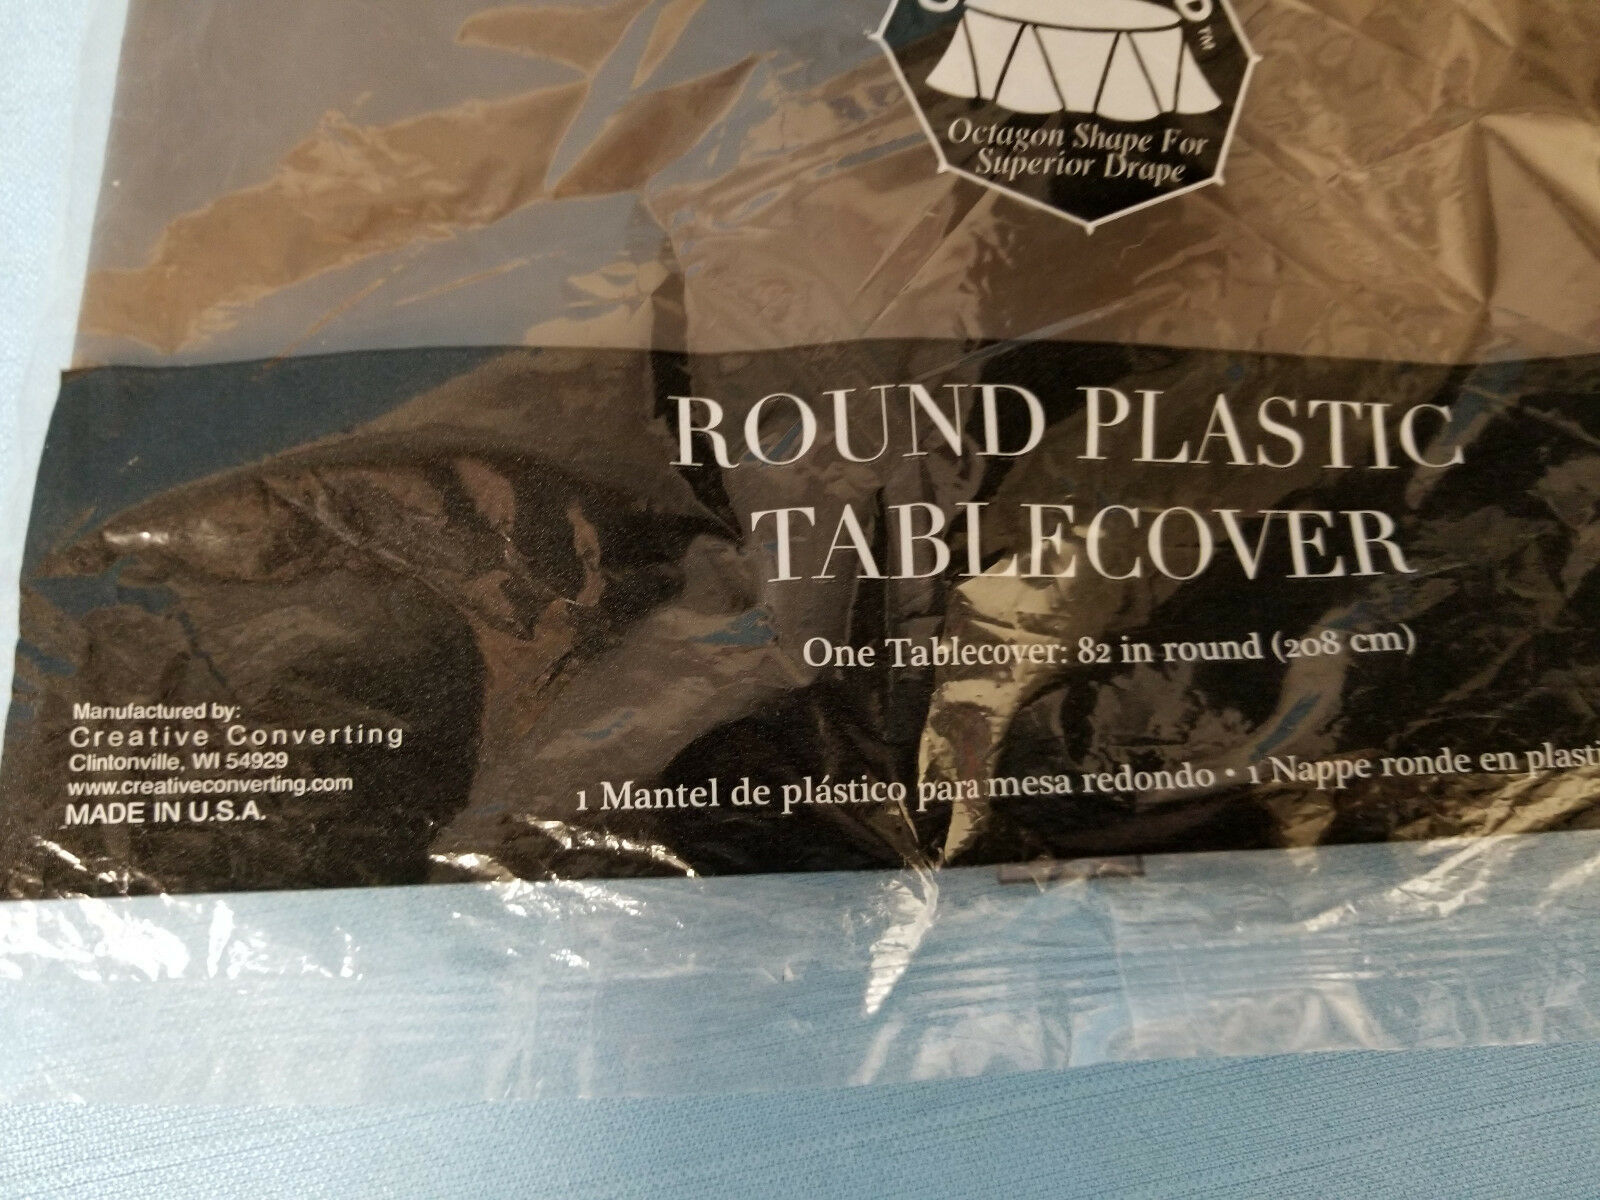 TM
Octagon Shape For
Superior Drape
ROUND PLASTIC
TABLECOVER
One Tablecover: 82 in round (208 cm)
Manufactured by:
Creative Converting
Clintonville, WI 54929
www.creativeconverting.com
MADE IN U.S.A.
1 Mantel de plástico para mesa redondo • 1 Nappe ronde en plasti